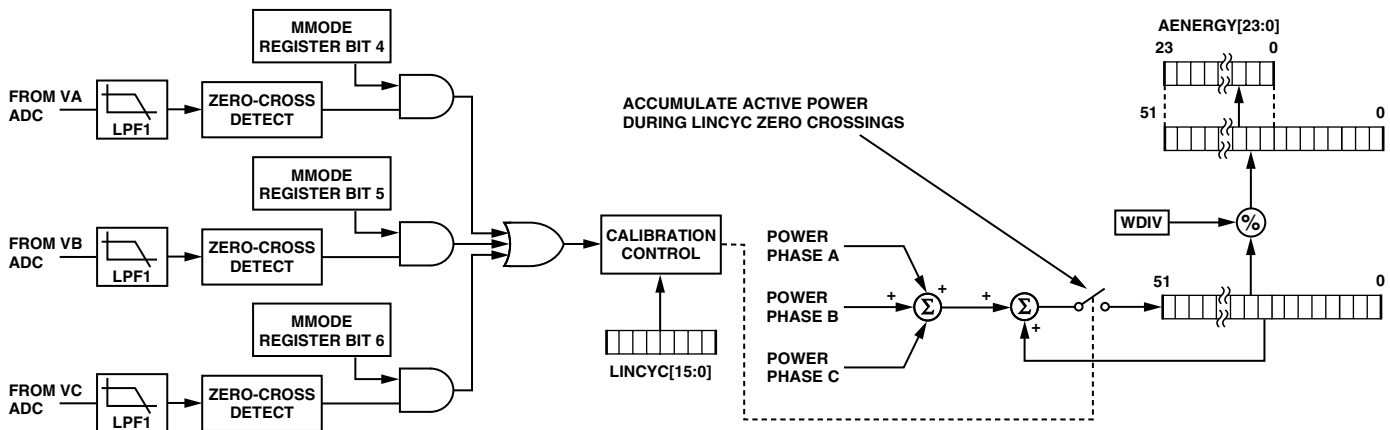 MMODE
REGISTER BIT 4
FROM VA
ADC
LPF1
ZERO-CROSS
DETECT
MMODE
REGISTER BIT 5
FROM VB
ADC
LPF1
ZERO-CROSS
DETECT
MMODE
REGISTER BIT 6
FROM VC
ADC
LPF1
ZERO-CROSS
DETECT
CALIBRATION
CONTROL
LINCYC[15:0]
ACCUMULATE ACTIVE POWER
DURING LINCYC ZERO CROSSINGS
POWER
PHASE A
POWER
PHASE B
POWER
PHASE C
+
+
Σ
+
Σ
+
AENERGY[23:0]
23 0
51 0
WDIV
%
51 0